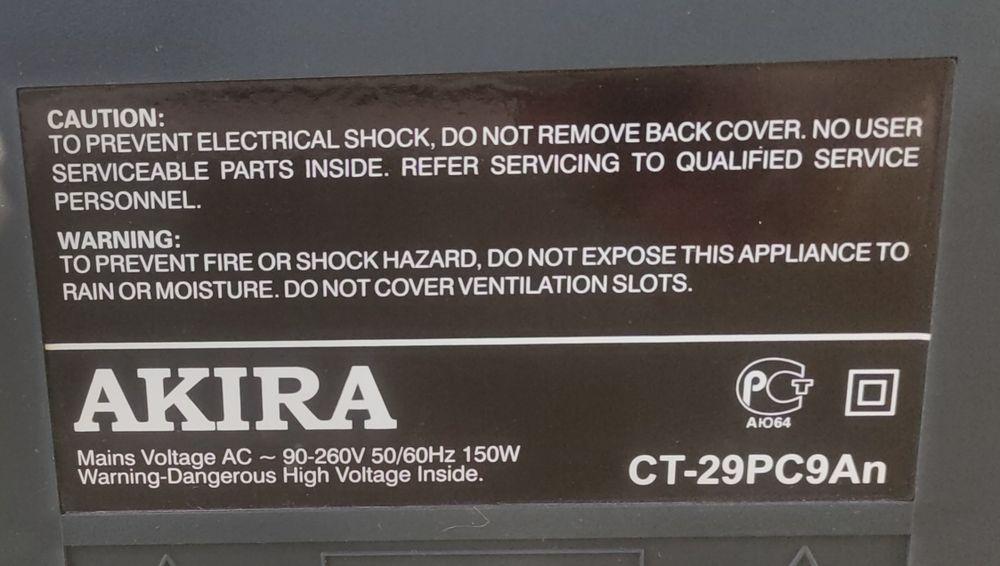 CAUTION:
TO PREVENT ELECTRICAL SHOCK, DO NOT REMOVE BACK COVER. NO USER
SERVICEABLE PARTS INSIDE. REFER SERVICING TO QUALIFIED SERVICE
PERSONNEL.
WARNING:
TO PREVENT FIRE OR SHOCK HAZARD, DO NOT EXPOSE THIS APPLIANCE TO
RAIN OR MOISTURE. DO NOT COVER VENTILATION SLOTS.
AKIRA
РСТ
АЮ64
Mains Voltage AC ~ 90-260V 50/60Hz 150W
Warning-Dangerous High Voltage Inside.
CT-29PC9An